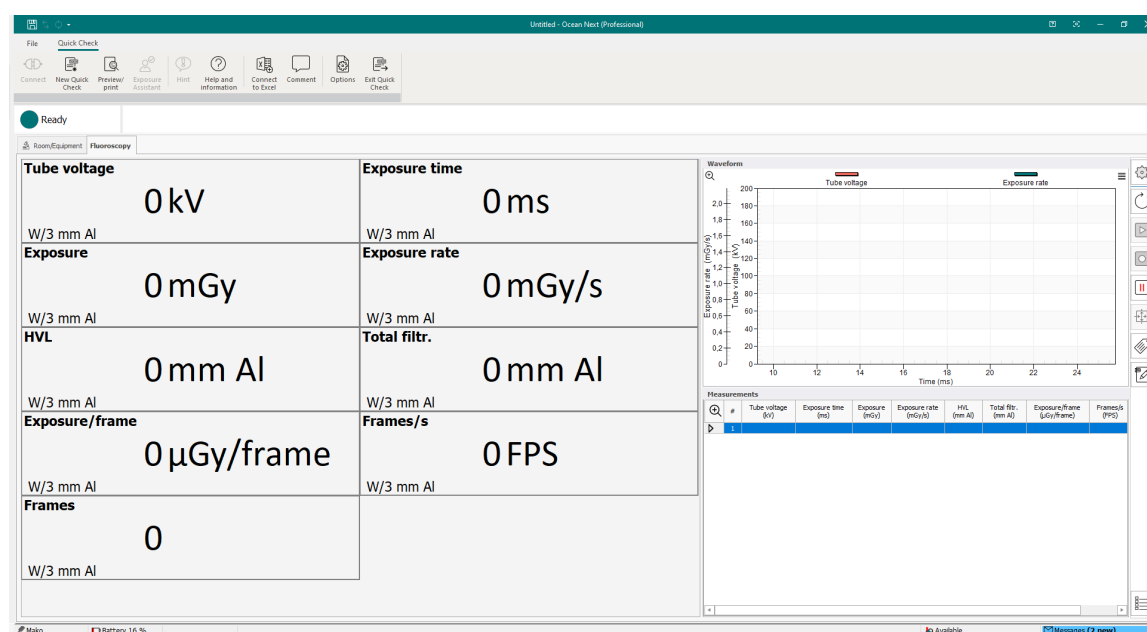 Untitled - Ocean Next (Professional)
File Quick Check
Connect
New Quick Check
Preview/ print
Exposure Assistant
Hint
Help and information
Connect to Excel
Comment
Options
Exit Quick Check
Ready
Room/Equipment Fluoroscopy
Tube voltage
0 kV
W/3 mm Al
Exposure time
0 ms
W/3 mm Al
Exposure
0 mGy
W/3 mm Al
Exposure rate
0 mGy/s
W/3 mm Al
HVL
0 mm Al
W/3 mm Al
Total filtr.
0 mm Al
W/3 mm Al
Exposure/frame
0 µGy/frame
W/3 mm Al
Frames/s
0 FPS
W/3 mm Al
Frames
0
W/3 mm Al
Waveform
Tube voltage Exposure rate
Exposure rate (mGy/s)
2,0
1,8
1,6
1,4
1,2
1,0
0,8
0,6
0,4
0,2
0
Tube voltage (kV)
200
180
160
140
120
100
80
60
40
20
0
10 12 14 16 18 20 22 24
Time (ms)
Measurements
# Tube voltage (kV) Exposure time (ms) Exposure (mGy) Exposure rate (mGy/s) HVL (mm Al) Total filtr. (mm Al) Exposure/frame (µGy/frame) Frames/s (FPS)
1
Mako Battery 16 % Available Messages (2 new)